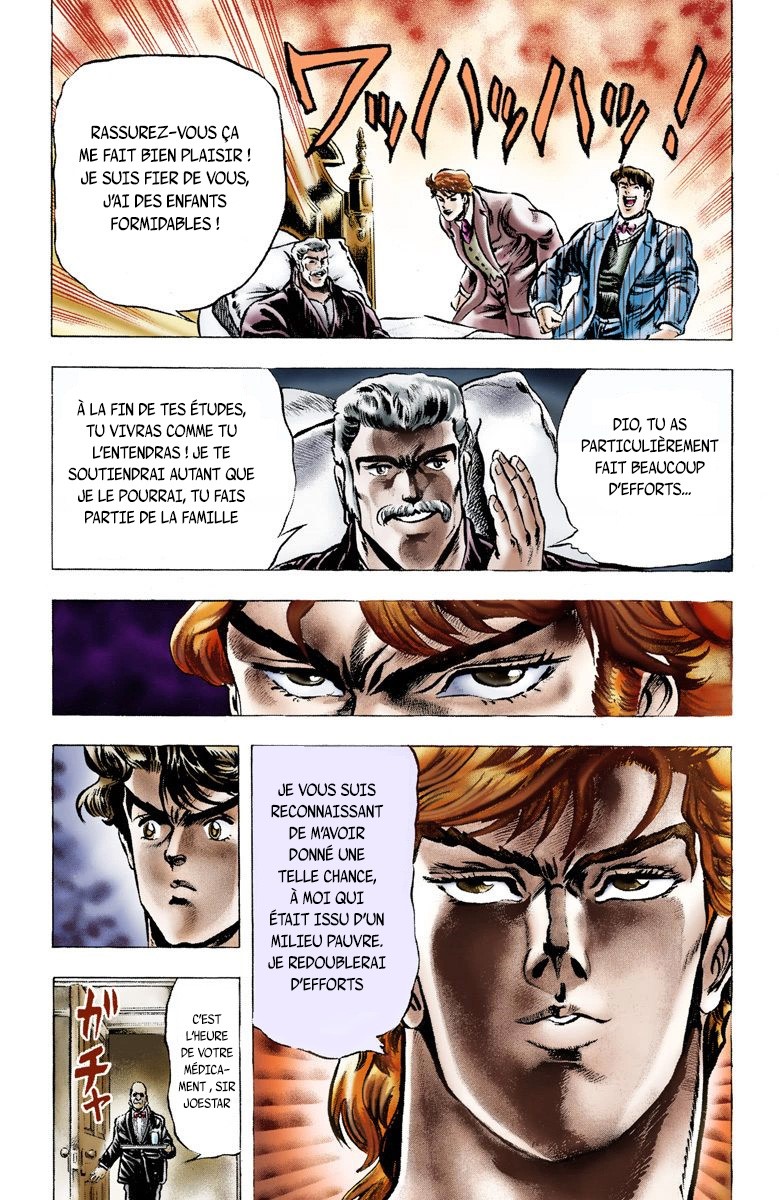 ワッハッハッハッ!
RASSUREZ-VOUS ÇA
ME FAIT BIEN PLAISIR !
JE SUIS FIER DE VOUS,
J'AI DES ENFANTS
FORMIDABLES !
DIO, TU AS
PARTICULIÈREMENT
FAIT BEAUCOUP
D'EFFORTS...
À LA FIN DE TES ÉTUDES,
TU VIVRAS COMME TU
L'ENTENDRAS ! JE TE
SOUTIENDRAI AUTANT QUE
JE LE POURRAI, TU FAIS
PARTIE DE LA FAMILLE
JE VOUS SUIS
RECONNAISSANT
DE M'AVOIR
DONNÉ UNE
TELLE CHANCE,
À MOI QUI
ÉTAIT ISSU D'UN
MILIEU PAUVRE.
JE REDOUBLERAI
D'EFFORTS
ガチャ
C'EST
L'HEURE
DE VOTRE
MÉDICA-
MENT , SIR
JOESTAR